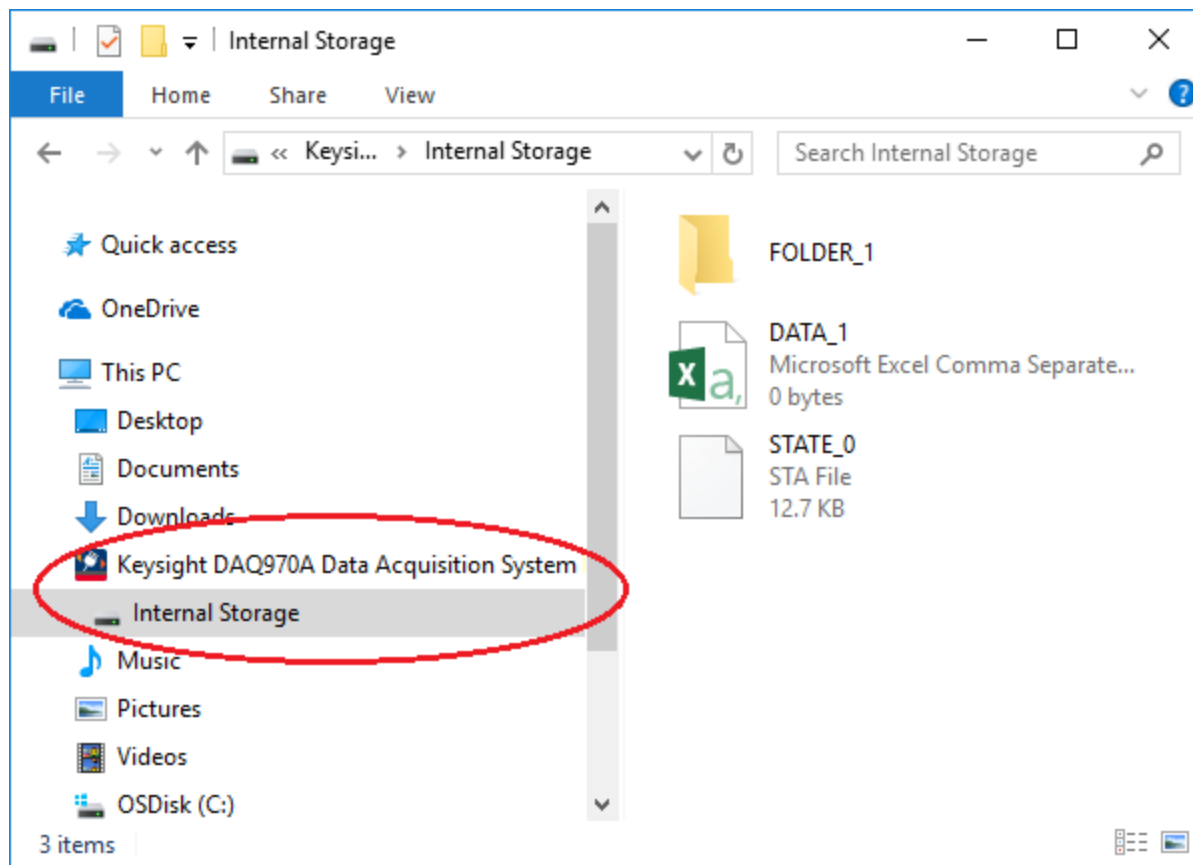 Internal Storage
File Home Share View
?
« Keysi... > Internal Storage
Search Internal Storage
Quick access
OneDrive
This PC
Desktop
Documents
Downloads
Keysight DAQ970A Data Acquisition System
Internal Storage
Music
Pictures
Videos
OSDisk (C:)
FOLDER_1
X a,
DATA_1
Microsoft Excel Comma Separate...
0 bytes
STATE_0
STA File
12.7 KB
3 items